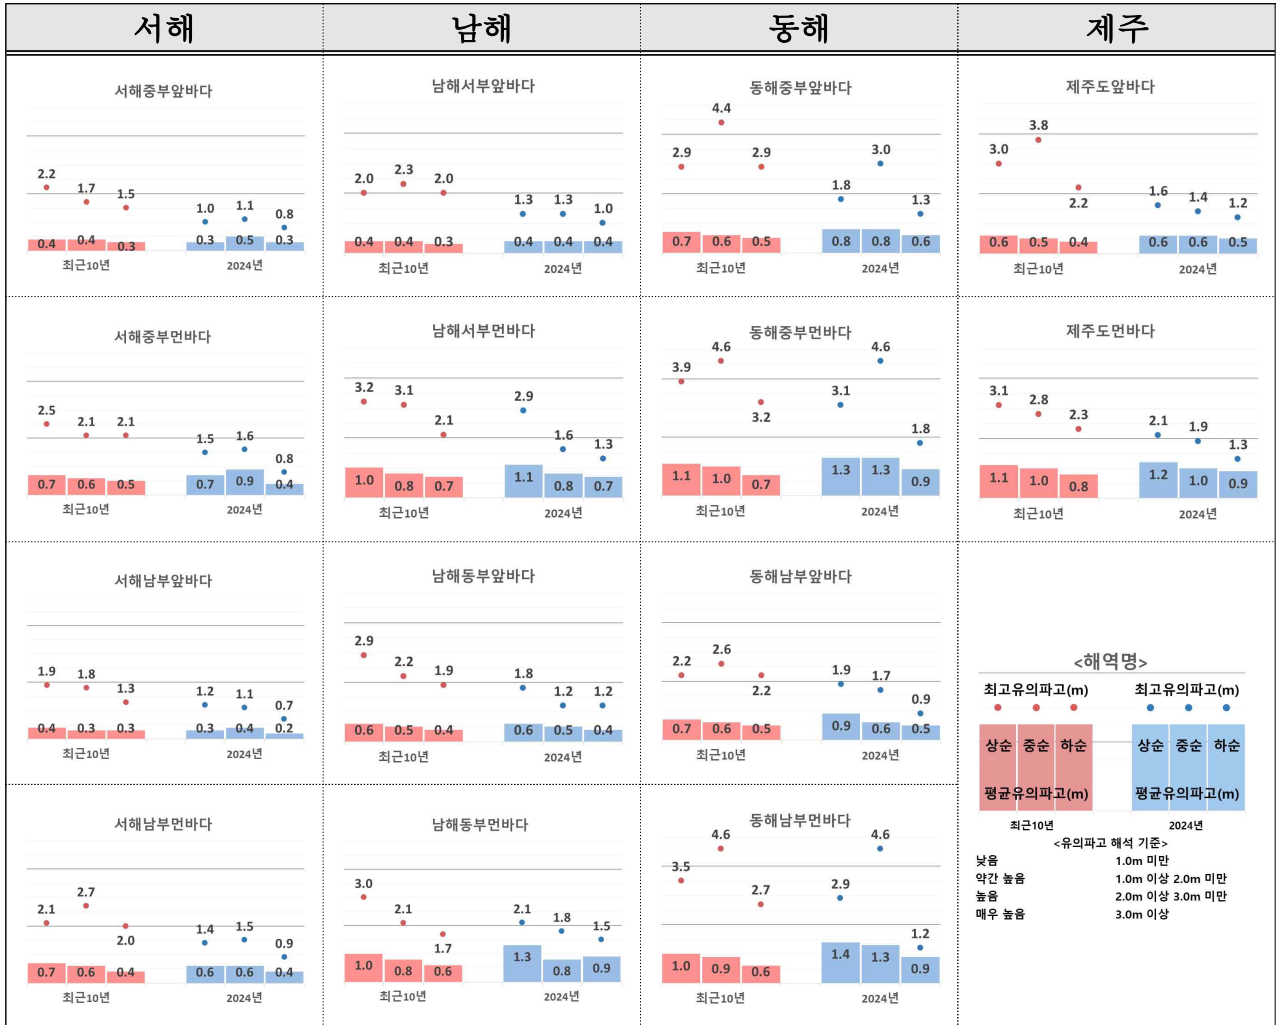 서해 남해 동해 제주
서해중부앞바다
2.2 1.7 1.5 1.0 1.1 0.8
0.4 0.4 0.3 0.3 0.5 0.3
최근10년 2024년
남해서부앞바다
2.0 2.3 2.0 1.3 1.3 1.0
0.4 0.4 0.3 0.4 0.4 0.4
최근10년 2024년
동해중부앞바다
2.9 4.4 2.9 1.8 3.0 1.3
0.7 0.6 0.5 0.8 0.8 0.6
최근10년 2024년
제주도앞바다
3.0 3.8 2.2 1.6 1.4 1.2
0.6 0.5 0.4 0.6 0.6 0.5
최근10년 2024년
서해중부먼바다
2.5 2.1 2.1 1.5 1.6 0.8
0.7 0.6 0.5 0.7 0.9 0.4
최근10년 2024년
남해서부먼바다
3.2 3.1 2.1 2.9 1.6 1.3
1.0 0.8 0.7 1.1 0.8 0.7
최근10년 2024년
동해중부먼바다
3.9 4.6 3.2 3.1 4.6 1.8
1.1 1.0 0.7 1.3 1.3 0.9
최근10년 2024년
제주도먼바다
3.1 2.8 2.3 2.1 1.9 1.3
1.1 1.0 0.8 1.2 1.0 0.9
최근10년 2024년
서해남부앞바다
1.9 1.8 1.3 1.2 1.1 0.7
0.4 0.3 0.3 0.3 0.4 0.2
최근10년 2024년
남해동부앞바다
2.9 2.2 1.9 1.8 1.2 1.2
0.6 0.5 0.4 0.6 0.5 0.4
최근10년 2024년
동해남부앞바다
2.2 2.6 2.2 1.9 1.7 0.9
0.7 0.6 0.5 0.9 0.6 0.5
최근10년 2024년
서해남부먼바다
2.1 2.7 2.0 1.4 1.5 0.9
0.7 0.6 0.4 0.6 0.6 0.4
최근10년 2024년
남해동부먼바다
3.0 2.1 1.7 2.1 1.8 1.5
1.0 0.8 0.6 1.3 0.8 0.9
최근10년 2024년
동해남부먼바다
3.5 4.6 2.7 2.9 4.6 1.2
1.0 0.9 0.6 1.4 1.3 0.9
최근10년 2024년
<해역명>
최고유의파고(m) 최고유의파고(m)
상순 중순 하순 상순 중순 하순
평균유의파고(m) 평균유의파고(m)
최근10년 2024년
<유의파고 해석 기준>
낮음 1.0m 미만
약간 높음 1.0m 이상 2.0m 미만
높음 2.0m 이상 3.0m 미만
매우 높음 3.0m 이상